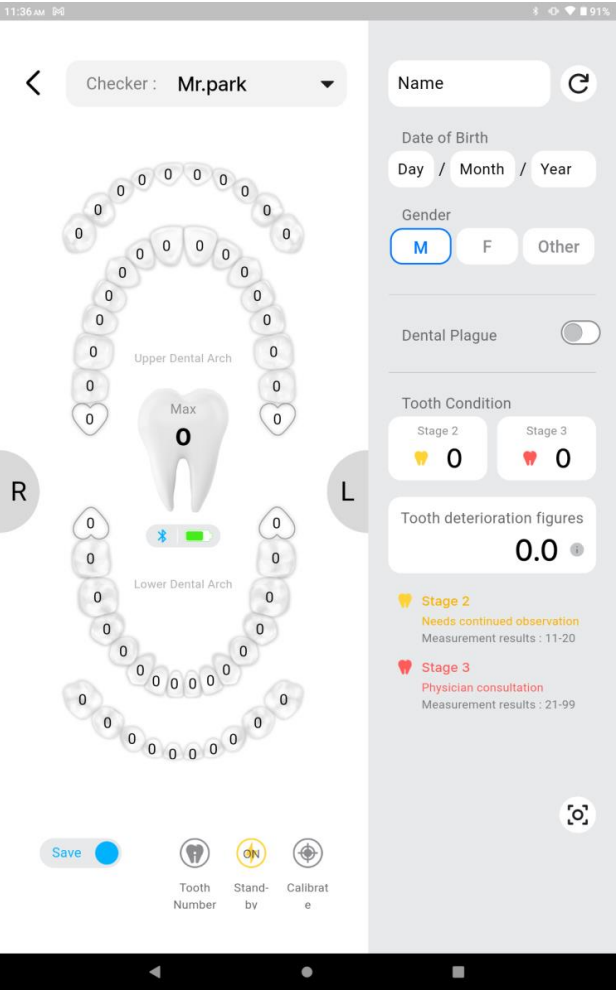 11:36 AM
91%
Checker : Mr.park
0 0
0 0
0 0
0 0
0 0
0 0
0 0
0 0
0 0
0 0
0 0
Upper Dental Arch
0 0
0 0
Max
0
R
L
0 0
0 0
Lower Dental Arch
0 0
0 0
0 0
0 0
0 0
0 0
0 0
0 0
0 0
0 0
0 0
Save
ON
Tooth
Number
Stand-
by
Calibrat
e
Name
Date of Birth
Day / Month / Year
Gender
M F Other
Dental Plague
Tooth Condition
Stage 2
0
Stage 3
0
Tooth deterioration figures
0.0
Stage 2
Needs continued observation
Measurement results : 11-20
Stage 3
Physician consultation
Measurement results : 21-99